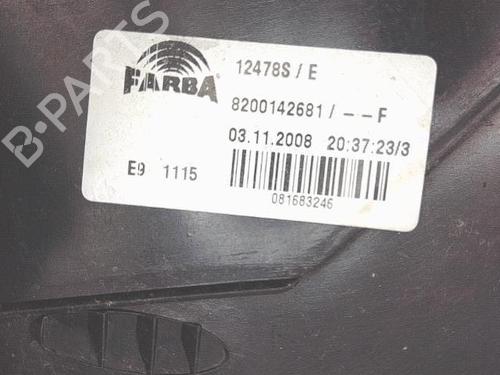 FARBA
12478S / E
8200142681 / - - F
03.11.2008 20:37:23/3
E9 1115
081683246
B-PARTS